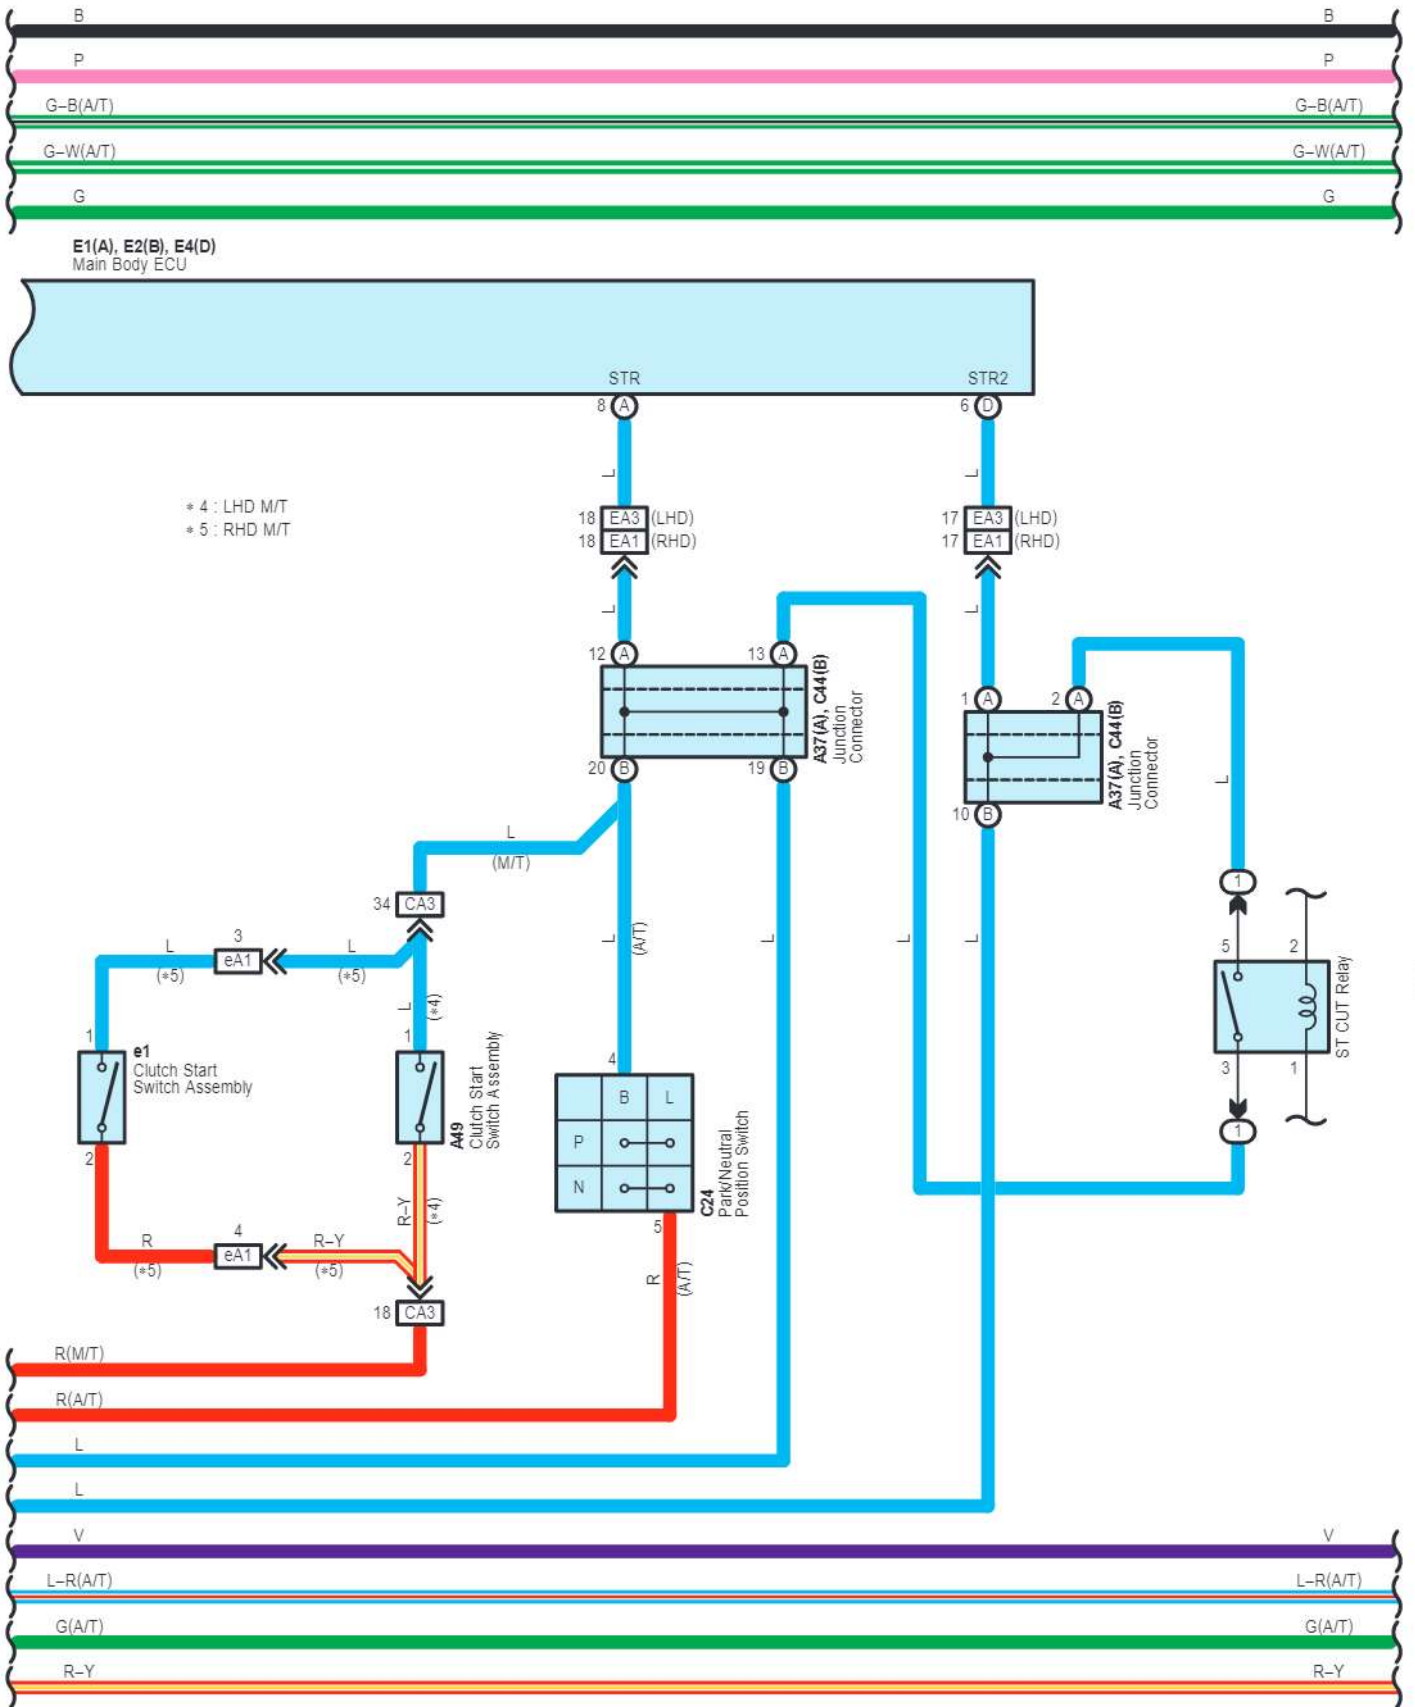 B B
P P
G–B(A/T) G–B(A/T)
G–W(A/T) G–W(A/T)
G G
E1(A), E2(B), E4(D)
Main Body ECU
STR STR2
8 A 6 D
L L
∗ 4 : LHD M/T
∗ 5 : RHD M/T
18 EA3 (LHD) 17 EA3 (LHD)
18 EA1 (RHD) 17 EA1 (RHD)
L L
12 A 13 A
A37(A), C44(B)
Junction
Connector
20 B 19 B
1 A 2 A
A37(A), C44(B)
Junction
Connector
10 B
L
L
(M/T)
34 CA3
L (A/T)
L
L
L
1
3
L eA1 L
(∗5) (∗5)
L (∗4)
5 2
ST CUT Relay
3 1
1
1
e1
Clutch Start
Switch Assembly
2
1
A49
Clutch Start
Switch Assembly
2
4
B L
P
N
C24
Park/Neutral
Position Switch
5
R–Y (∗4)
4
R eA1 R–Y
(∗5) (∗5)
R (A/T)
18 CA3
R(M/T)
R(A/T)
L
L
V V
L–R(A/T) L–R(A/T)
G(A/T) G(A/T)
R–Y R–Y